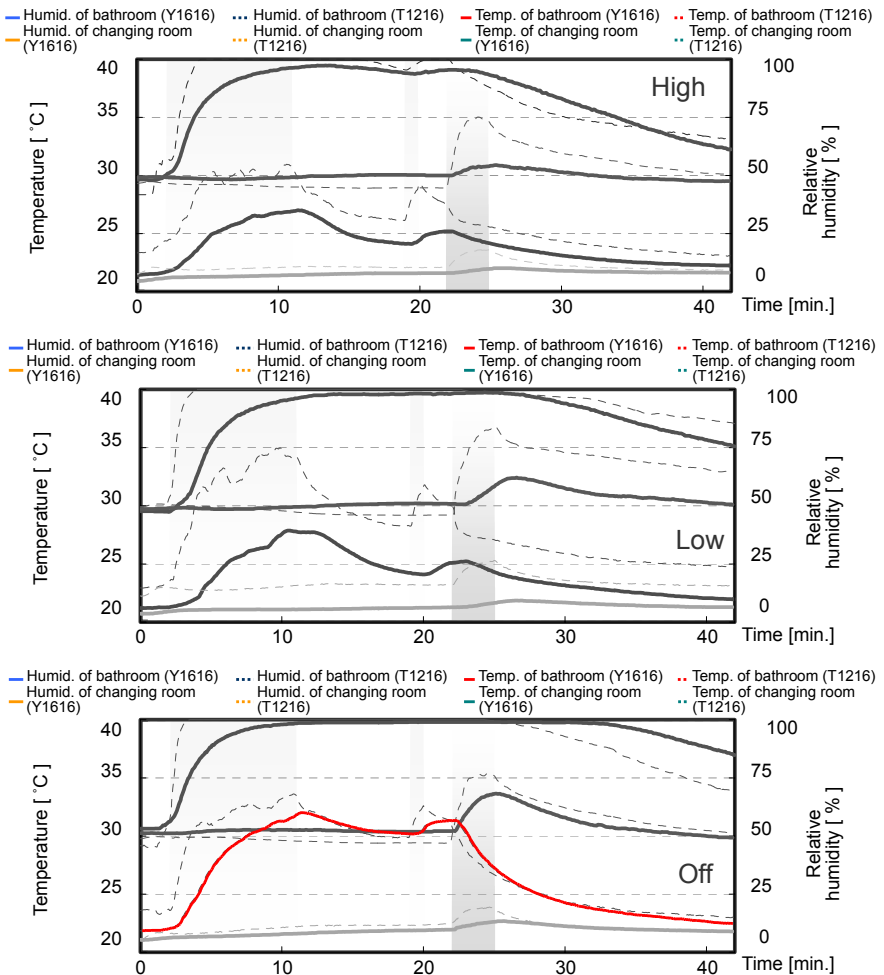 Humid. of bathroom (Y1616) Humid. of bathroom (T1216) Temp. of bathroom (Y1616) Temp. of bathroom (T1216)
Humid. of changing room (Y1616) Humid. of changing room (T1216) Temp. of changing room (Y1616) Temp. of changing room (T1216)
Temperature [ ˚C]
40
35
30
25
20
High
100
75
50
25
0
Relative humidity [ % ]
0 10 20 30 40 Time [min.]
Humid. of bathroom (Y1616) Humid. of bathroom (T1216) Temp. of bathroom (Y1616) Temp. of bathroom (T1216)
Humid. of changing room (Y1616) Humid. of changing room (T1216) Temp. of changing room (Y1616) Temp. of changing room (T1216)
Temperature [ ˚C]
40
35
30
25
20
Low
100
75
50
25
0
Relative humidity [ % ]
0 10 20 30 40 Time [min.]
Humid. of bathroom (Y1616) Humid. of bathroom (T1216) Temp. of bathroom (Y1616) Temp. of bathroom (T1216)
Humid. of changing room (Y1616) Humid. of changing room (T1216) Temp. of changing room (Y1616) Temp. of changing room (T1216)
Temperature [ ˚C]
40
35
30
25
20
Off
100
75
50
25
0
Relative humidity [ % ]
0 10 20 30 40 Time [min.]